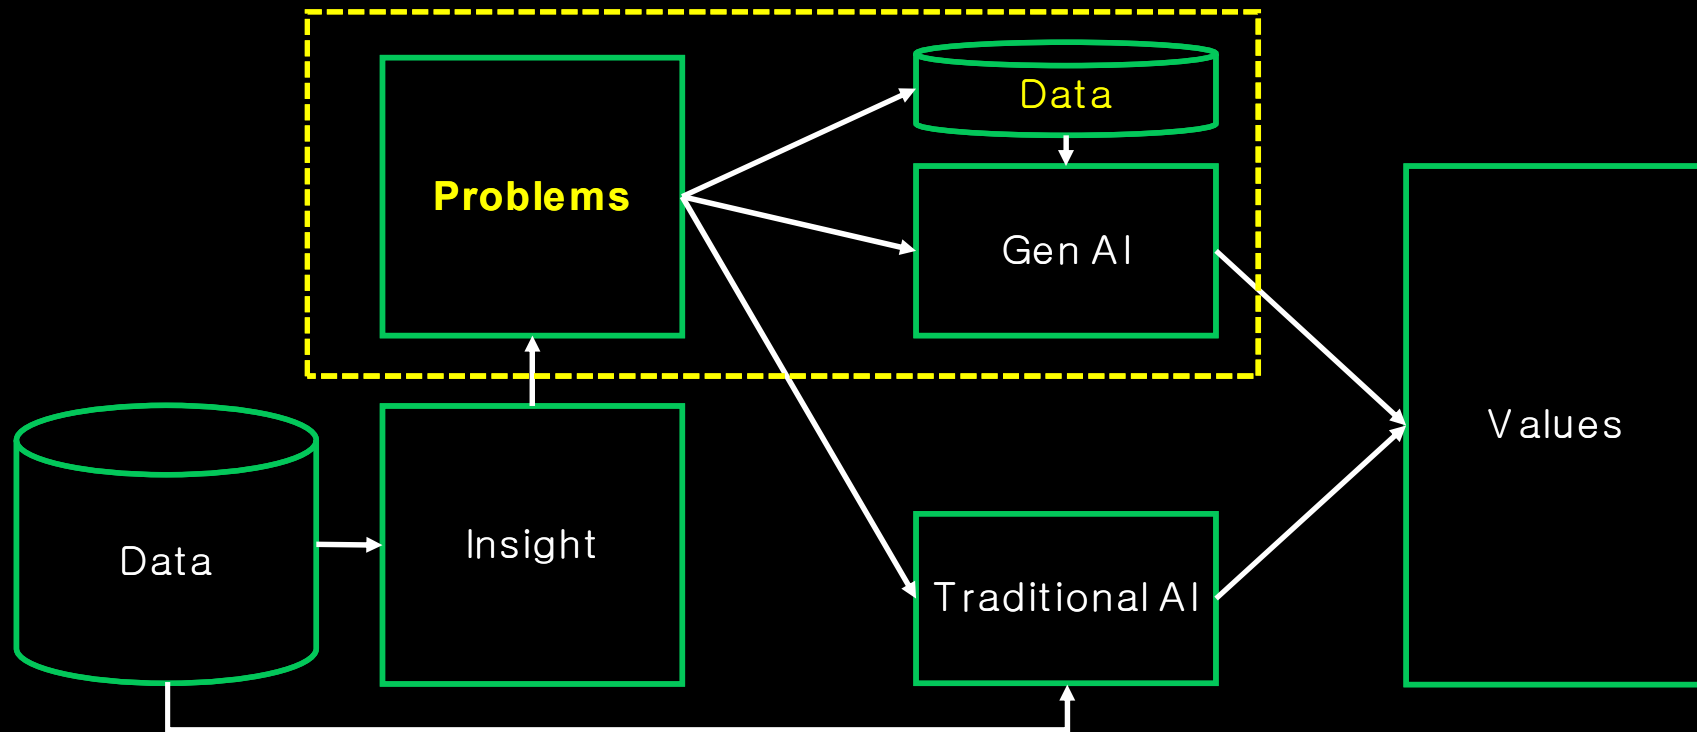 Data
Problems
Gen AI
Values
Insight
Data
Traditional AI